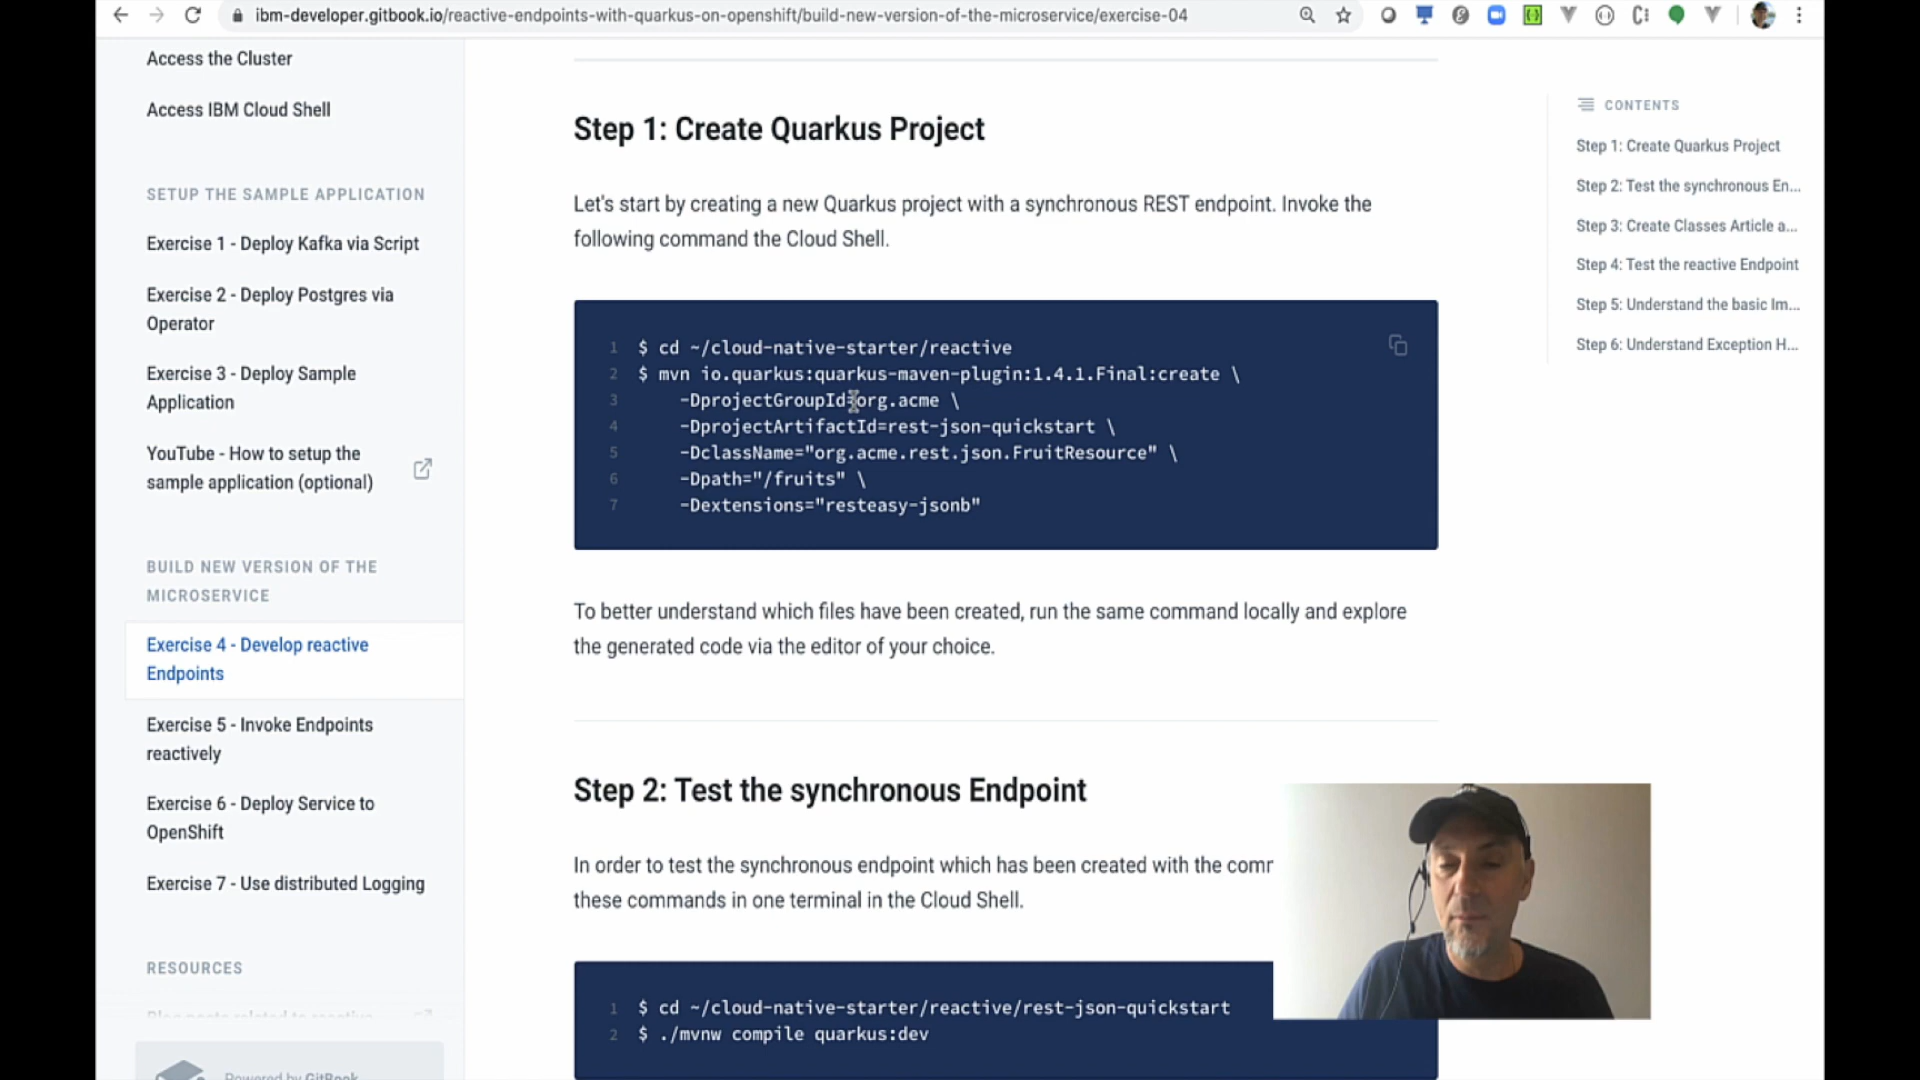 ibm-developer.gitbook.io/reactive-endpoints-with-quarkus-on-openshift/build-new-version-of-the-microservice/exercise-04
Access the Cluster
Access IBM Cloud Shell
SETUP THE SAMPLE APPLICATION
Exercise 1 - Deploy Kafka via Script
Exercise 2 - Deploy Postgres via
Operator
Exercise 3 - Deploy Sample
Application
YouTube - How to setup the
sample application (optional)
BUILD NEW VERSION OF THE
MICROSERVICE
Exercise 4 - Develop reactive
Endpoints
Exercise 5 - Invoke Endpoints
reactively
Exercise 6 - Deploy Service to
OpenShift
Exercise 7 - Use distributed Logging
RESOURCES
Blog posts related to reactive
Powered by GitBook
Step 1: Create Quarkus Project
Let's start by creating a new Quarkus project with a synchronous REST endpoint. Invoke the
following command the Cloud Shell.
1 $ cd ~/cloud-native-starter/reactive
2 $ mvn io.quarkus:quarkus-maven-plugin:1.4.1.Final:create \
3 -DprojectGroupId=org.acme \
4 -DprojectArtifactId=rest-json-quickstart \
5 -DclassName="org.acme.rest.json.FruitResource" \
6 -Dpath="/fruits" \
7 -Dextensions="resteasy-jsonb"
To better understand which files have been created, run the same command locally and explore
the generated code via the editor of your choice.
Step 2: Test the synchronous Endpoint
In order to test the synchronous endpoint which has been created with the comr
these commands in one terminal in the Cloud Shell.
1 $ cd ~/cloud-native-starter/reactive/rest-json-quickstart
2 $ ./mvnw compile quarkus:dev
CONTENTS
Step 1: Create Quarkus Project
Step 2: Test the synchronous En...
Step 3: Create Classes Article a...
Step 4: Test the reactive Endpoint
Step 5: Understand the basic Im...
Step 6: Understand Exception H...